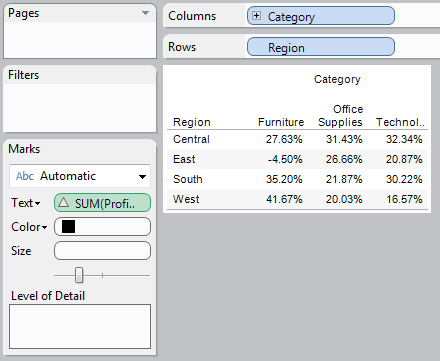 Pages
Columns Category
Rows Region
Filters
Category
Region Furniture Office Supplies Technol..
Central 27.63% 31.43% 32.34%
East -4.50% 26.66% 20.87%
South 35.20% 21.87% 30.22%
West 41.67% 20.03% 16.57%
Marks
Abc Automatic
Text SUM(Profi..
Color
Size
Level of Detail